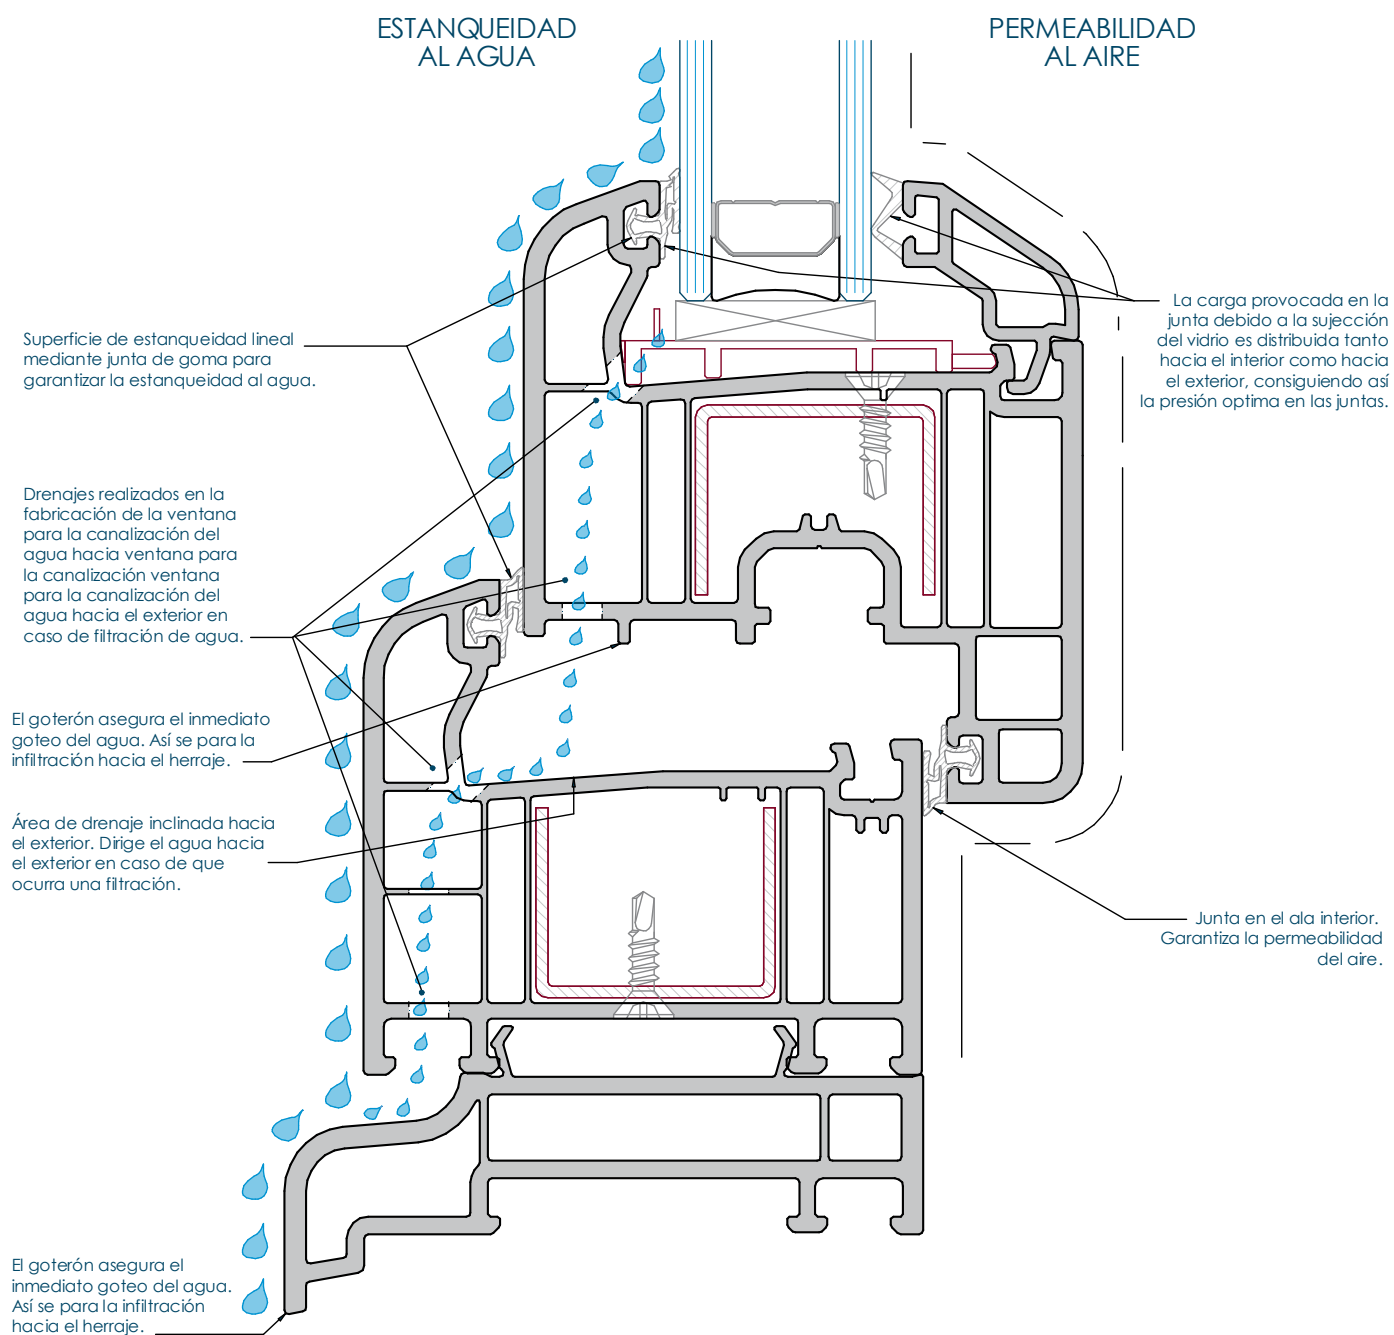 ESTANQUEIDAD
AL AGUA
PERMEABILIDAD
AL AIRE
Superficie de estanqueidad lineal
mediante junta de goma para
garantizar la estanqueidad al agua.
Drenajes realizados en la
fabricación de la ventana
para la canalización del
agua hacia ventana para
la canalización ventana
para la canalización del
agua hacia el exterior en
caso de filtración de agua.
El goterón asegura el inmediato
goteo del agua. Así se para la
infiltración hacia el herraje.
Área de drenaje inclinada hacia
el exterior. Dirige el agua hacia
el exterior en caso de que
ocurra una filtración.
El goterón asegura el
inmediato goteo del agua.
Así se para la infiltración
hacia el herraje.
La carga provocada en la
junta debido a la sujección
del vidrio es distribuida tanto
hacia el interior como hacia
el exterior, consiguiendo así
la presión optima en las juntas.
Junta en el ala interior.
Garantiza la permeabilidad
del aire.